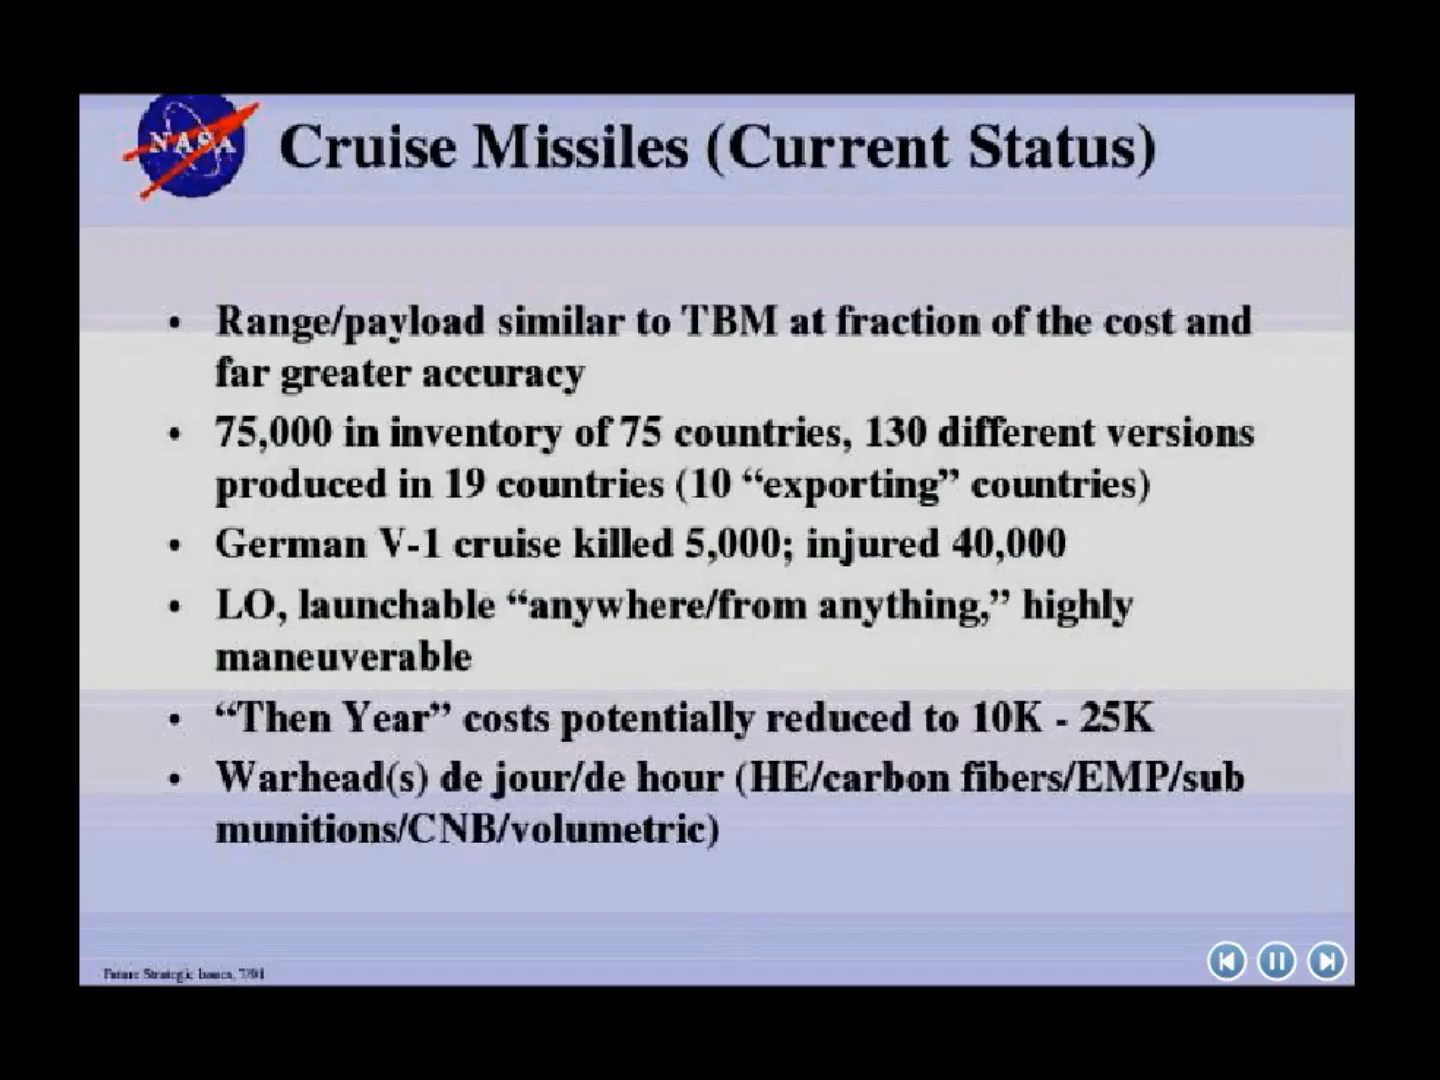 NASA
Cruise Missiles (Current Status)
• Range/payload similar to TBM at fraction of the cost and
far greater accuracy
• 75,000 in inventory of 75 countries, 130 different versions
produced in 19 countries (10 “exporting” countries)
• German V-1 cruise killed 5,000; injured 40,000
• LO, launchable “anywhere/from anything,” highly
maneuverable
• “Then Year” costs potentially reduced to 10K - 25K
• Warhead(s) de jour/de hour (HE/carbon fibers/EMP/sub
munitions/CNB/volumetric)
Future Strategic Issues, 7/01